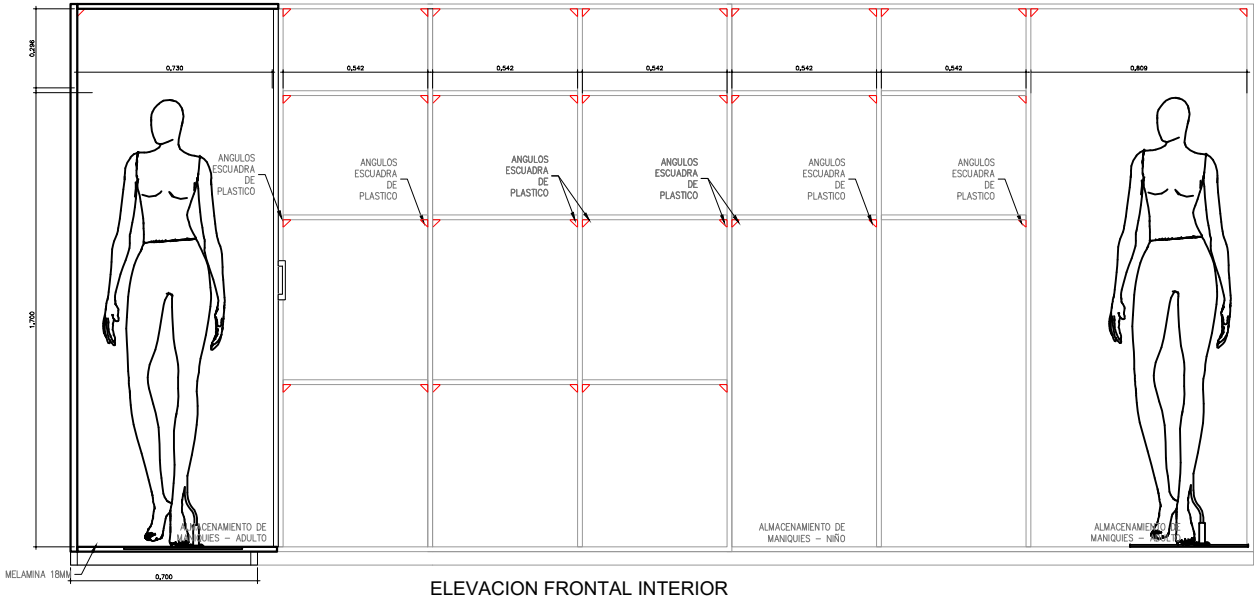 0,296
0,730
0,542
0,542
0,542
0,542
0,542
0,809
ANGULOS
ESCUADRA
DE
PLASTICO
ANGULOS
ESCUADRA
DE
PLASTICO
ANGULOS
ESCUADRA
DE
PLASTICO
ANGULOS
ESCUADRA
DE
PLASTICO
ANGULOS
ESCUADRA
DE
PLASTICO
ANGULOS
ESCUADRA
DE
PLASTICO
1,700
ALMACENAMIENTO DE
MANIQUIES - ADULTO
ALMACENAMIENTO DE
MANIQUIES - NIÑO
ALMACENAMIENTO DE
MANIQUIES - ADULTO
MELAMINA 18MM
0,700
ELEVACION FRONTAL INTERIOR